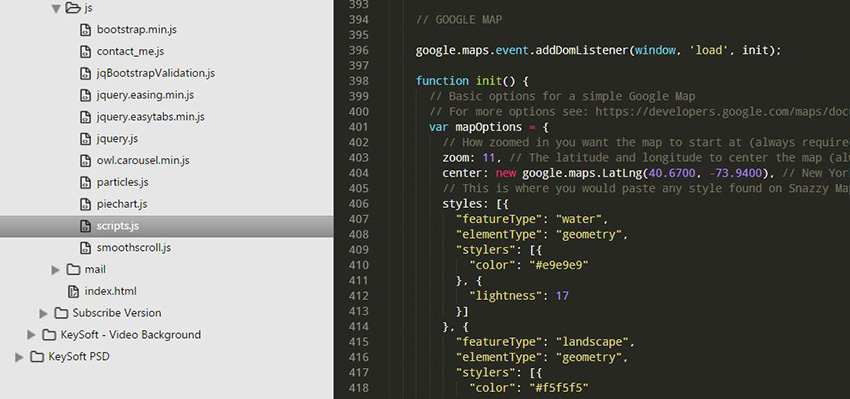 js
bootstrap.min.js
contact_me.js
jqBootstrapValidation.js
jquery.easing.min.js
jquery.easytabs.min.js
jquery.js
owl.carousel.min.js
particles.js
piechart.js
scripts.js
smoothscroll.js
mail
index.html
Subscribe Version
KeySoft - Video Background
KeySoft PSD
393
394 // GOOGLE MAP
395
396 google.maps.event.addDomListener(window, 'load', init);
397
398 function init() {
399 // Basic options for a simple Google Map
400 // For more options see: https://developers.google.com/maps/docu
401 var mapOptions = {
402 // How zoomed in you want the map to start at (always require
403 zoom: 11, // The latitude and longitude to center the map (al
404 center: new google.maps.LatLng(40.6700, -73.9400), // New Yor
405 // This is where you would paste any style found on Snazzy Ma
406 styles: [{
407 "featureType": "water",
408 "elementType": "geometry",
409 "stylers": [{
410 "color": "#e9e9e9"
411 }, {
412 "lightness": 17
413 }]
414 }, {
415 "featureType": "landscape",
416 "elementType": "geometry",
417 "stylers": [{
418 "color": "#f5f5f5"